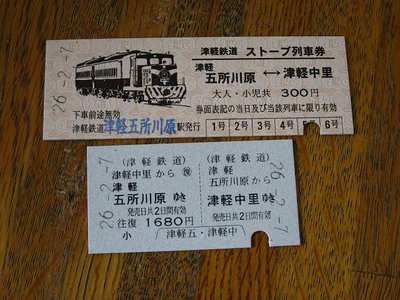 津軽鉄道 ストーブ列車券
津軽
五所川原 ↔ 津軽中里
大人・小児共 300円
券面表記の当日及び当該列車に限り有効
下車前途無効
津軽鉄道 津軽五所川原 駅発行
1号 2号 3号 4号 5号 6号
26.-2.-7
(津軽鉄道)
津軽中里から 復
津軽
五所川原 ゆき
発売日共2日間有効
往復 1680円
小
26.-2.-7
(津軽鉄道)
津軽
五所川原から
津軽中里 ゆき
発売日共2日間有効
津軽五・津軽中
26.-2.-7